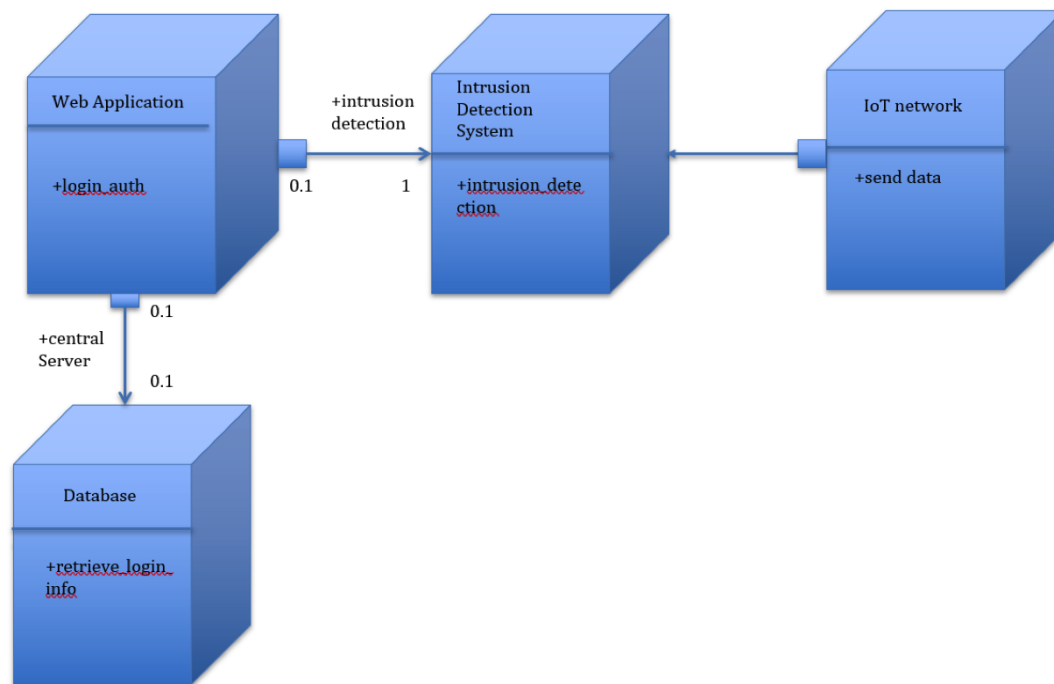 Web Application
+login_auth
+intrusion
detection
0.1
1
Intrusion
Detection
System
+intrusion_dete
ction
IoT network
+send data
0.1
+central
Server
0.1
Database
+retrieve_login_
info